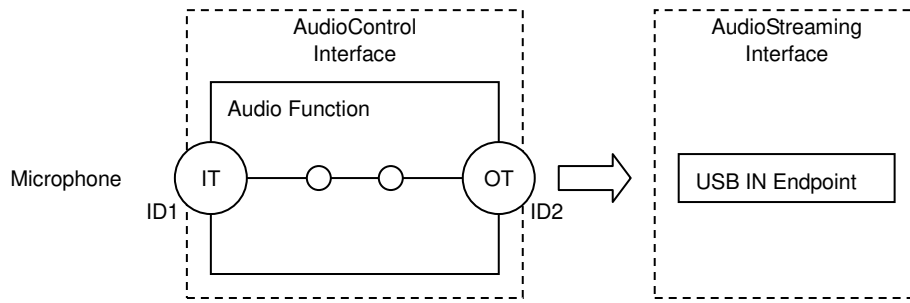 AudioControl
Interface
AudioStreaming
Interface
Audio Function
Microphone
IT
OT
USB IN Endpoint
ID1
ID2